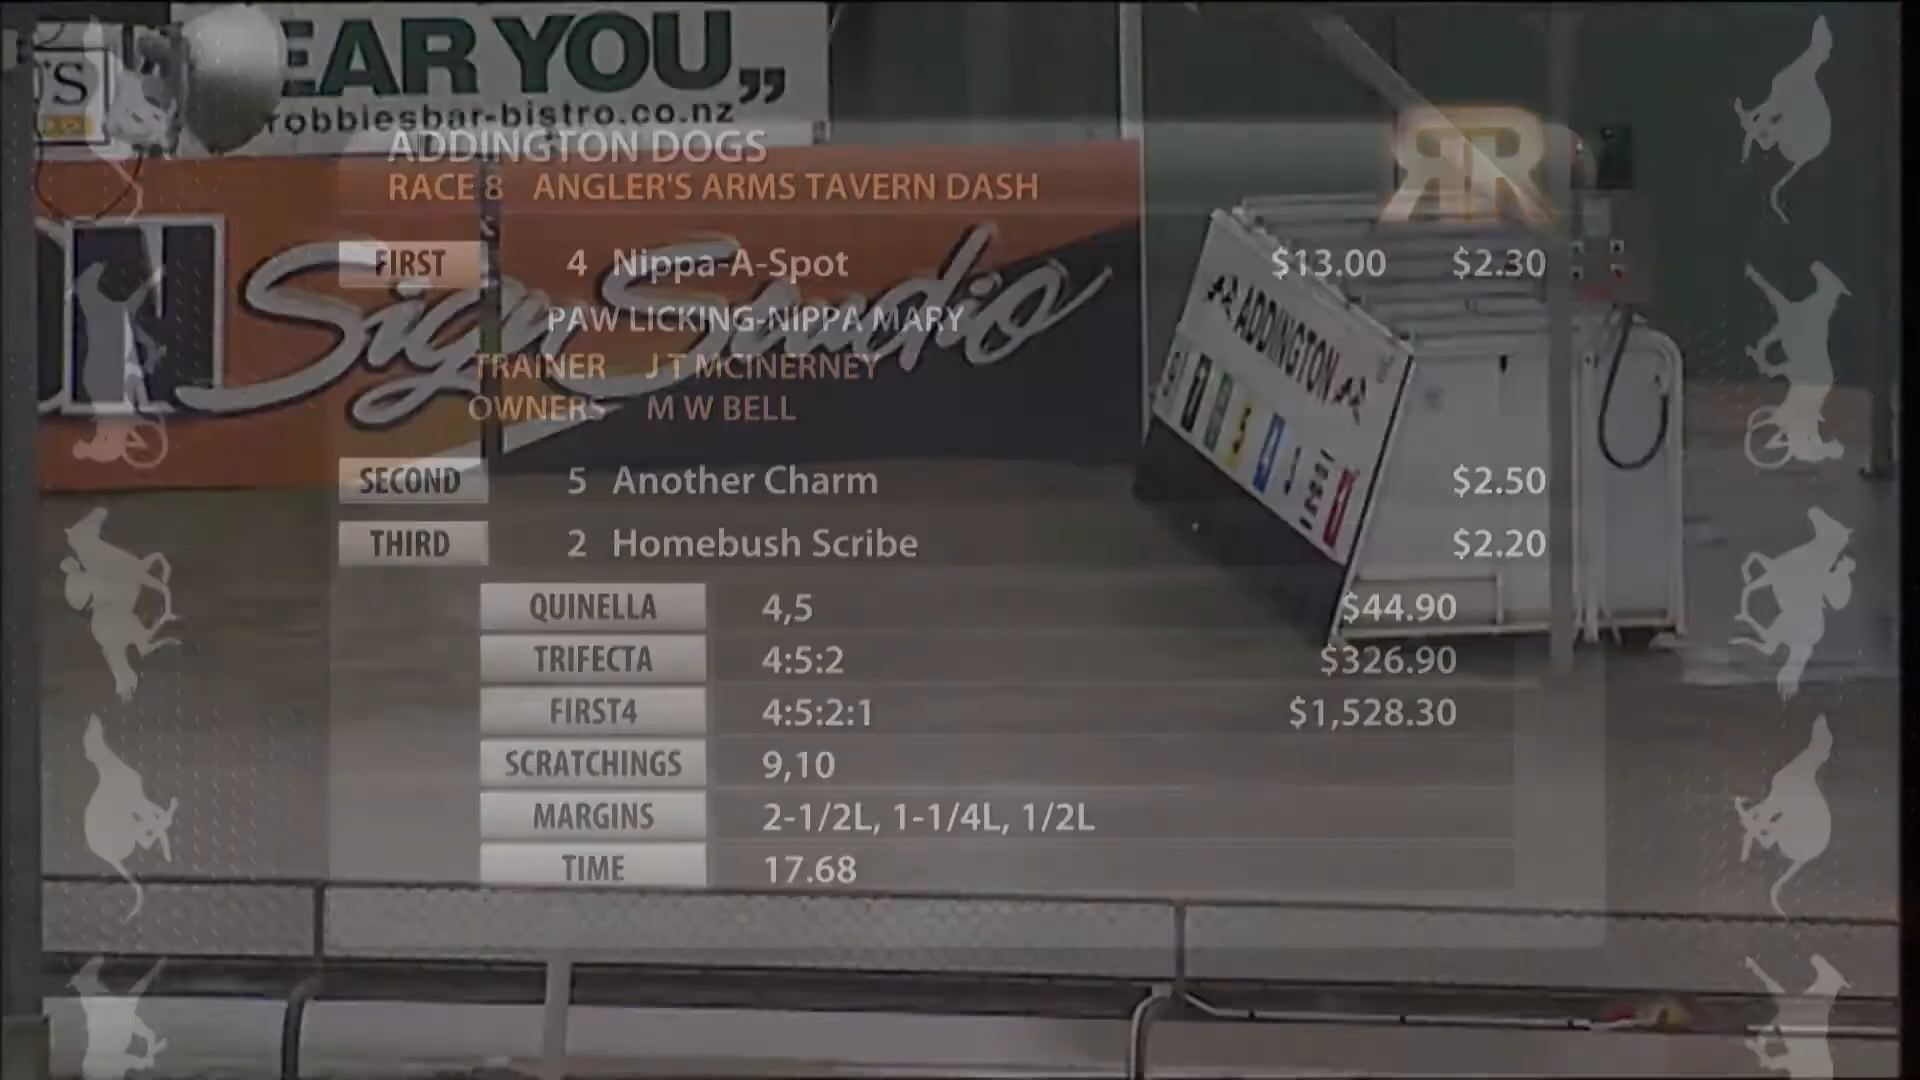 EAR YOU,,
robbiesbar-bistro.co.nz
ADDINGTON DOGS
RACE 8 ANGLER'S ARMS TAVERN DASH
RR
Sign Studio
FIRST 4 Nippa-A-Spot $13.00 $2.30
PAW LICKING-NIPPA MARY
TRAINER J T MCINERNEY
OWNERS M W BELL
ADDINGTON
SECOND 5 Another Charm $2.50
THIRD 2 Homebush Scribe $2.20
QUINELLA 4,5 $44.90
TRIFECTA 4:5:2 $326.90
FIRST4 4:5:2:1 $1,528.30
SCRATCHINGS 9,10
MARGINS 2-1/2L, 1-1/4L, 1/2L
TIME 17.68